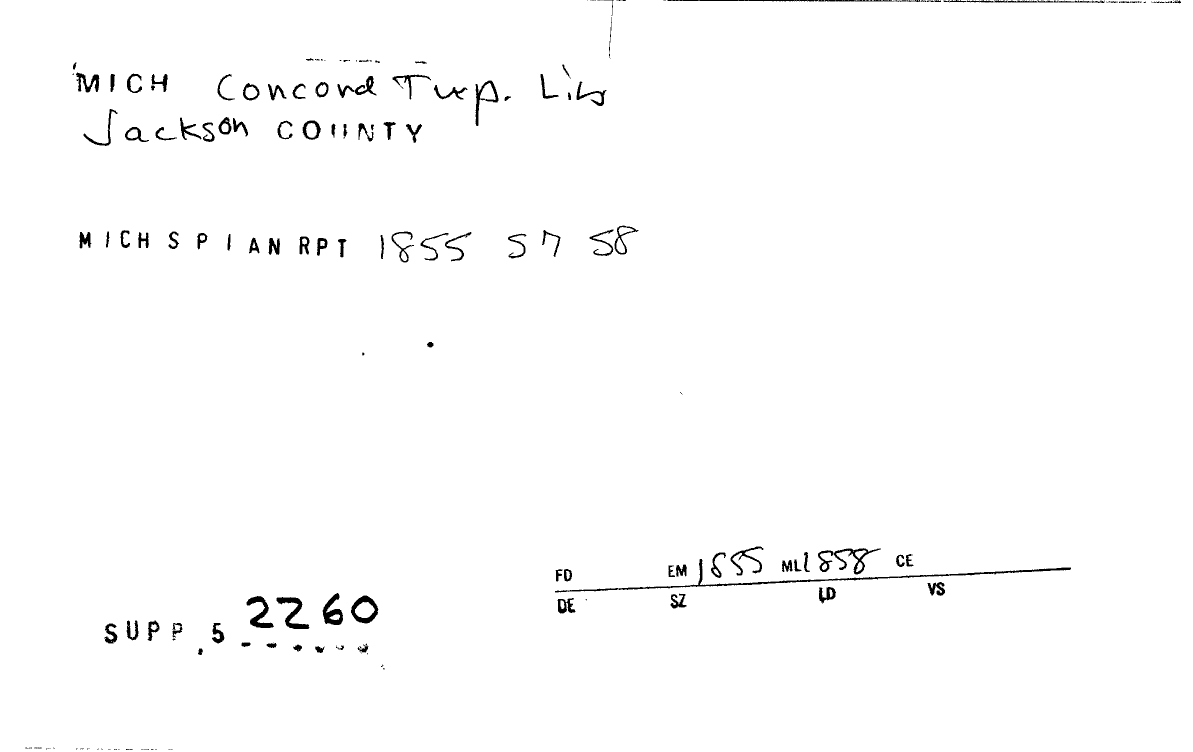 MICH Concord Twp. Lib
Jackson COUNTY
MICH S P I AN RPT 1855 57 58
FD EM 1855 ML 1858 CE
DE SZ LD VS
SUPP.5 2260